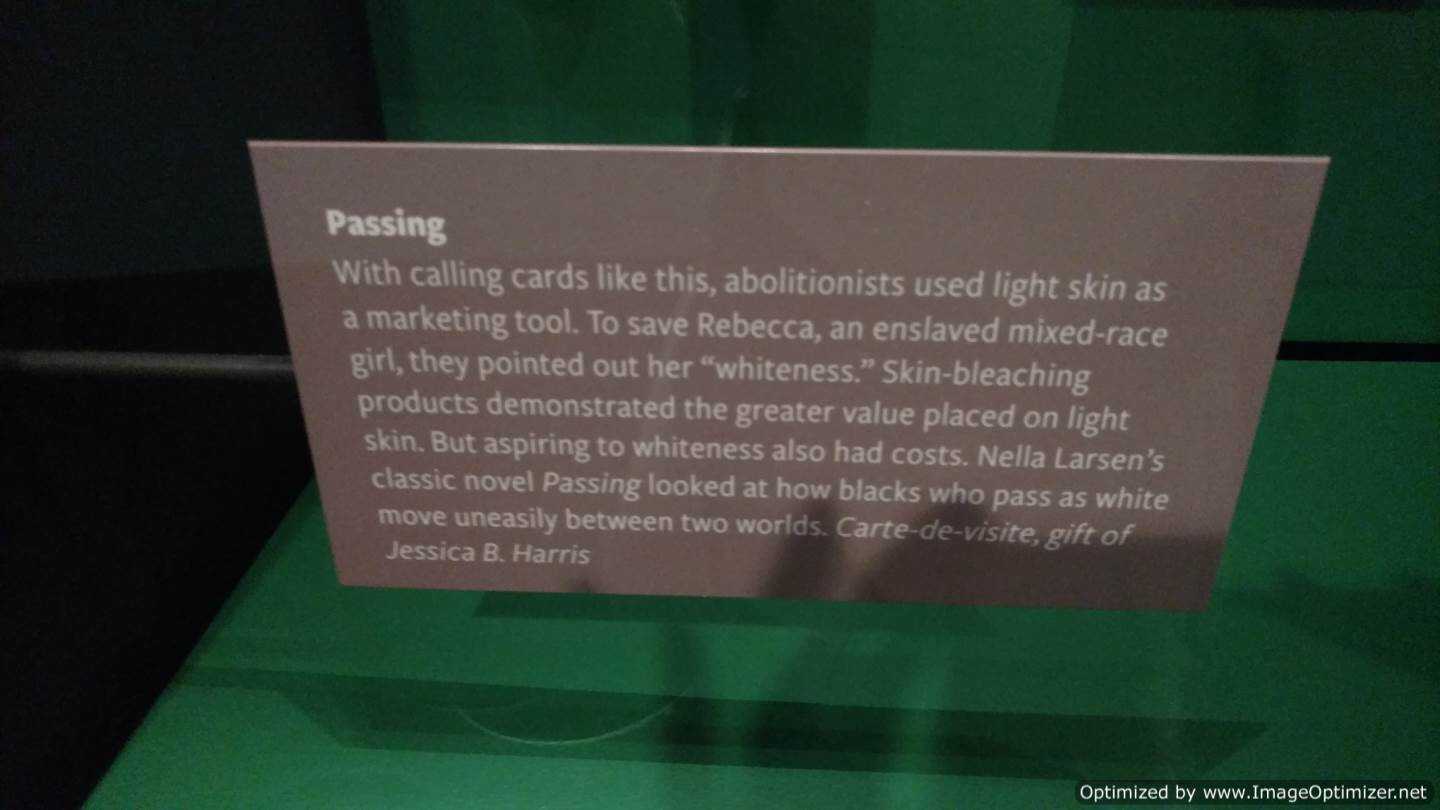 Passing
With calling cards like this, abolitionists used light skin as
a marketing tool. To save Rebecca, an enslaved mixed-race
girl, they pointed out her “whiteness.” Skin-bleaching
products demonstrated the greater value placed on light
skin. But aspiring to whiteness also had costs. Nella Larsen’s
classic novel Passing looked at how blacks who pass as white
move uneasily between two worlds. Carte-de-visite, gift of
Jessica B. Harris
Optimized by www.ImageOptimizer.net